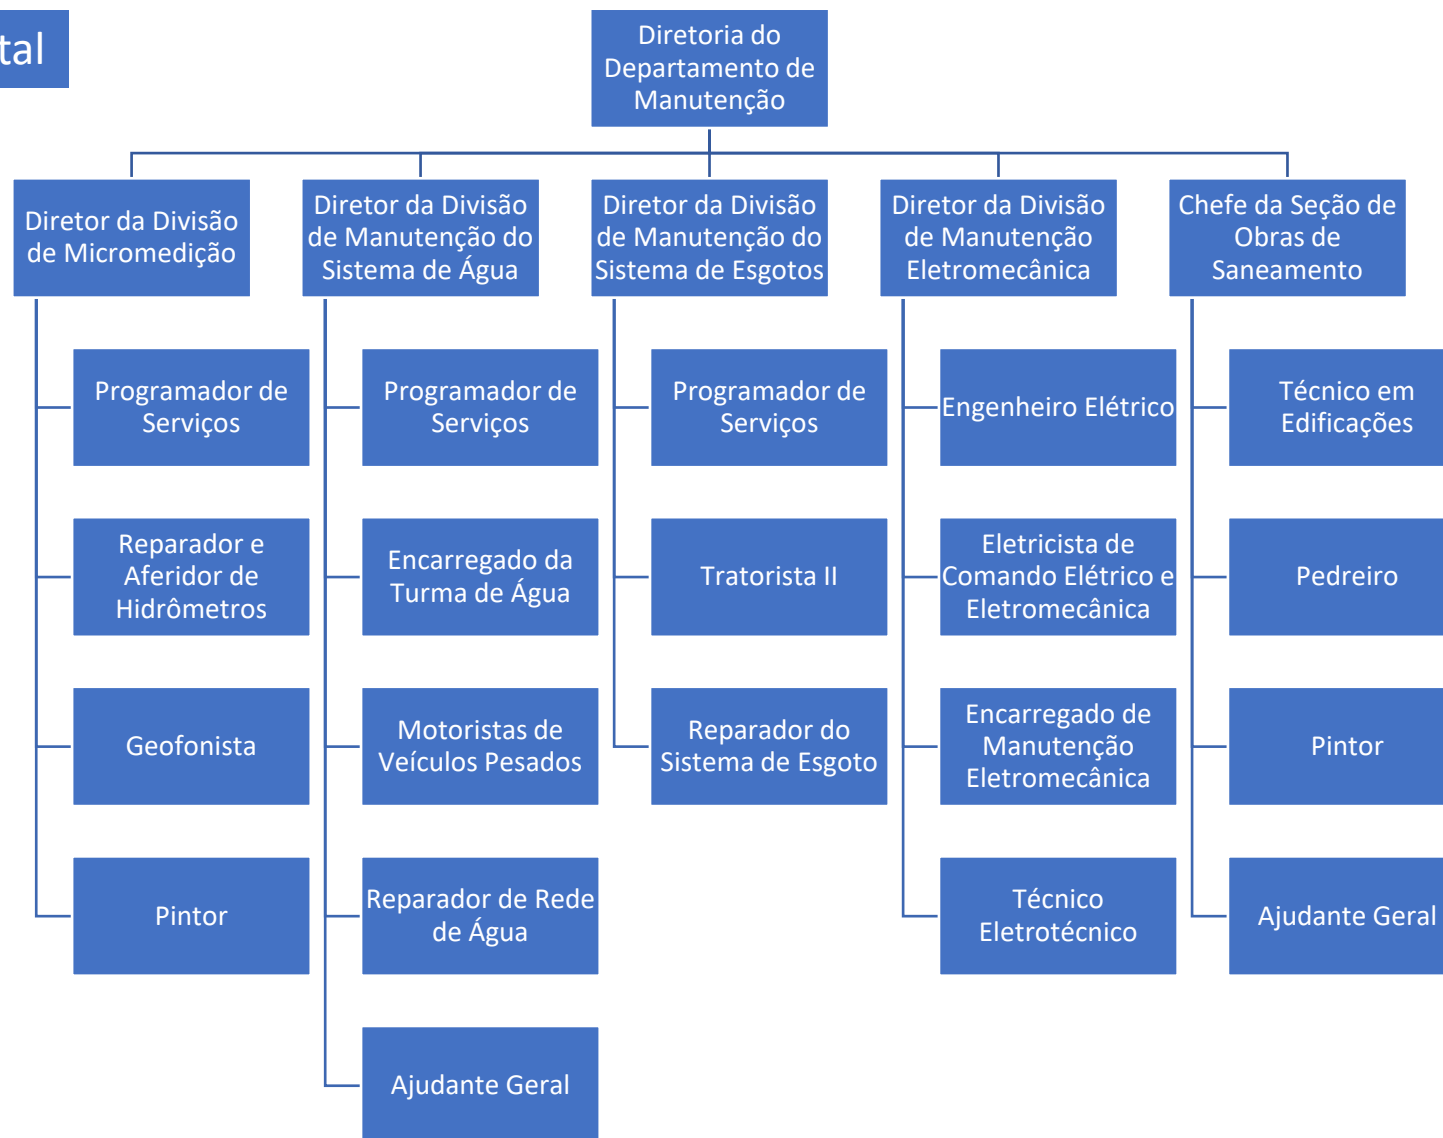 tal
Diretoria do
Departamento de
Manutenção
Diretor da Divisão
de Micromedição
Diretor da Divisão
de Manutenção do
Sistema de Água
Diretor da Divisão
de Manutenção do
Sistema de Esgotos
Diretor da Divisão
de Manutenção
Eletromecânica
Chefe da Seção de
Obras de
Saneamento
Programador de
Serviços
Reparador e
Aferidor de
Hidrômetros
Geofonista
Pintor
Programador de
Serviços
Encarregado da
Turma de Água
Motoristas de
Veículos Pesados
Reparador de Rede
de Água
Ajudante Geral
Programador de
Serviços
Tratorista II
Reparador do
Sistema de Esgoto
Engenheiro Elétrico
Eletricista de
Comando Elétrico e
Eletromecânica
Encarregado de
Manutenção
Eletromecânica
Técnico
Eletrotécnico
Técnico em
Edificações
Pedreiro
Pintor
Ajudante Geral